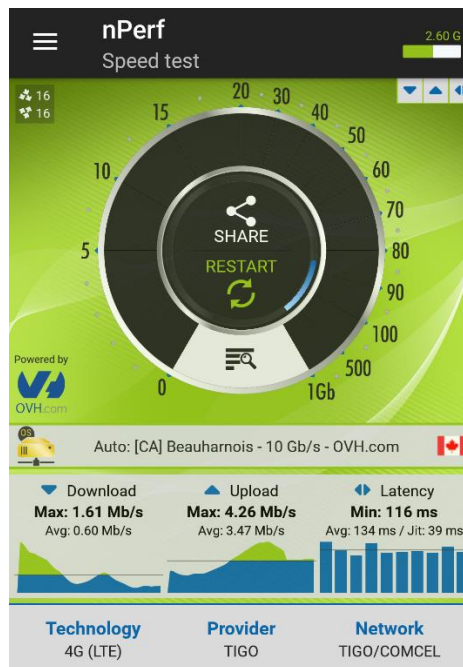 nPerf
Speed test
2.60 G
16
16
0
5
10
15
20
30
40
50
60
70
80
90
100
500
1Gb
SHARE
RESTART
Powered by
OVH.com
GS
Auto: [CA] Beauharnois - 10 Gb/s - OVH.com
Download
Max: 1.61 Mb/s
Avg: 0.60 Mb/s
Upload
Max: 4.26 Mb/s
Avg: 3.47 Mb/s
Latency
Min: 116 ms
Avg: 134 ms / Jit: 39 ms
Technology
4G (LTE)
Provider
TIGO
Network
TIGO/COMCEL